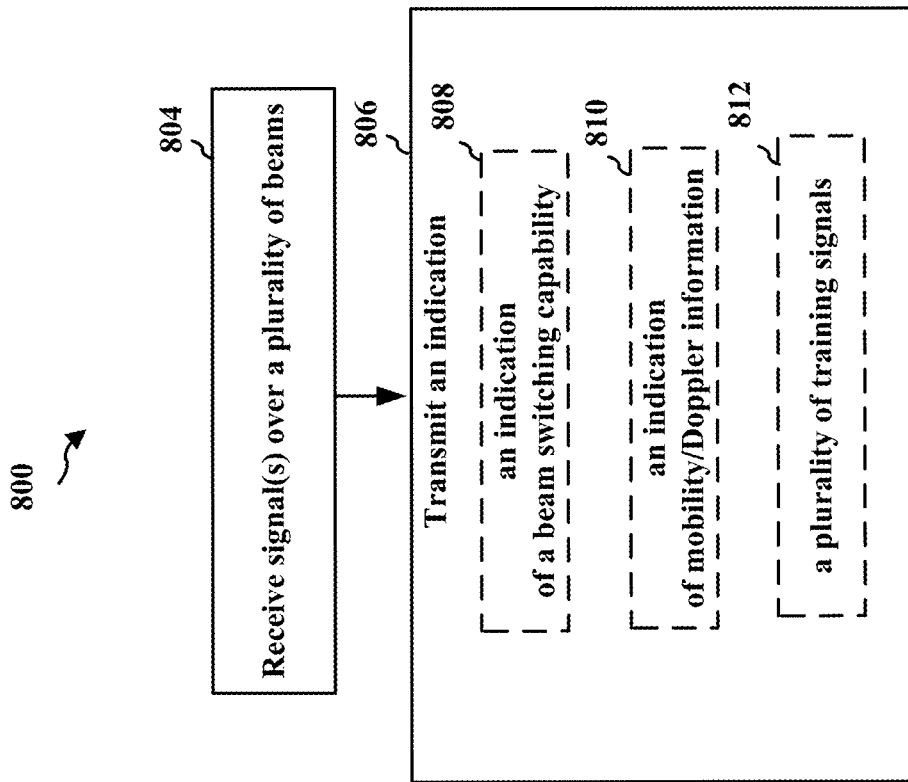 800
804
Receive signal(s) over a plurality of beams
806
Transmit an indication
808
an indication
of a beam switching capability
810
an indication
of mobility/Doppler information
812
a plurality of training signals